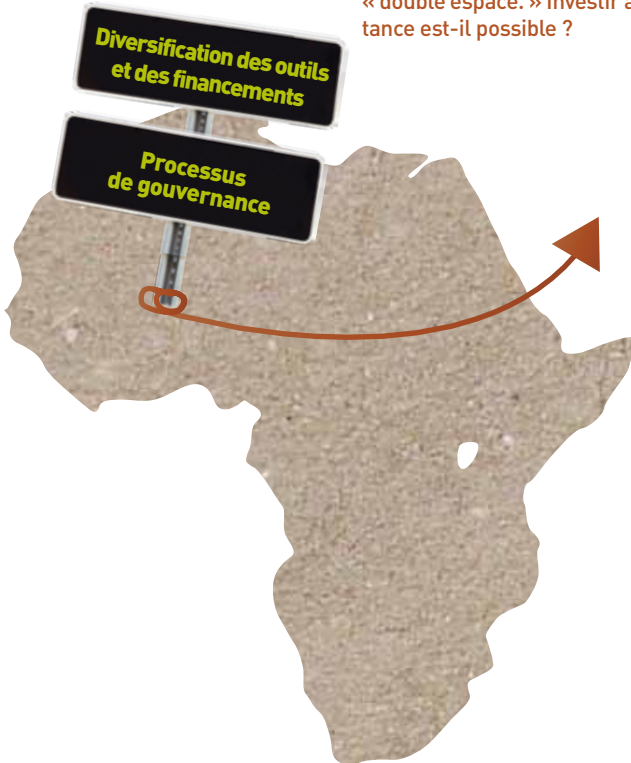 « double espace. » Investir à
tance est-il possible ?
Diversification des outils
et des financements
Processus
de gouvernance